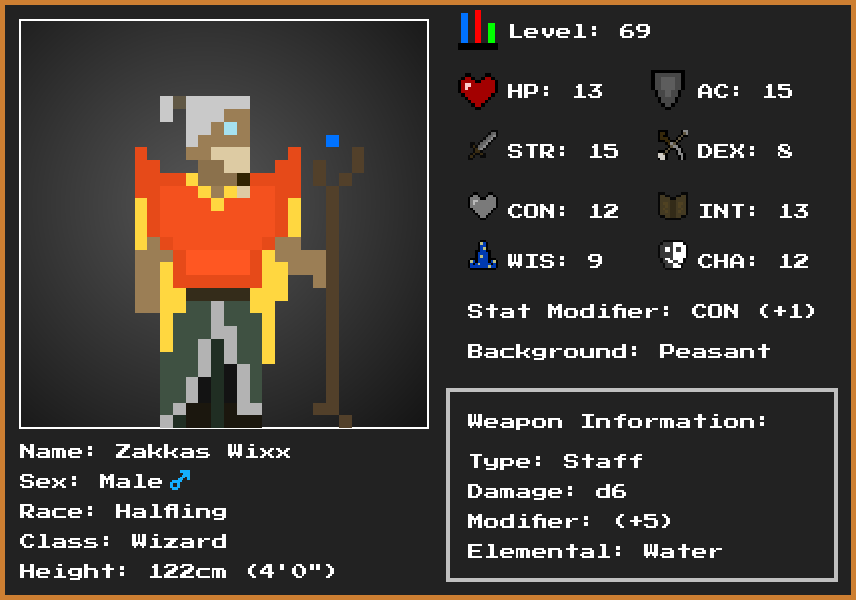 Level: 69
HP: 13 AC: 15
STR: 15 DEX: 8
CON: 12 INT: 13
WIS: 9 CHA: 12
Stat Modifier: CON (+1)
Background: Peasant
Weapon Information:
Type: Staff
Damage: d6
Modifier: (+5)
Elemental: Water
Name: Zakkas Wixx
Sex: Male♂
Race: Halfling
Class: Wizard
Height: 122cm (4'0")